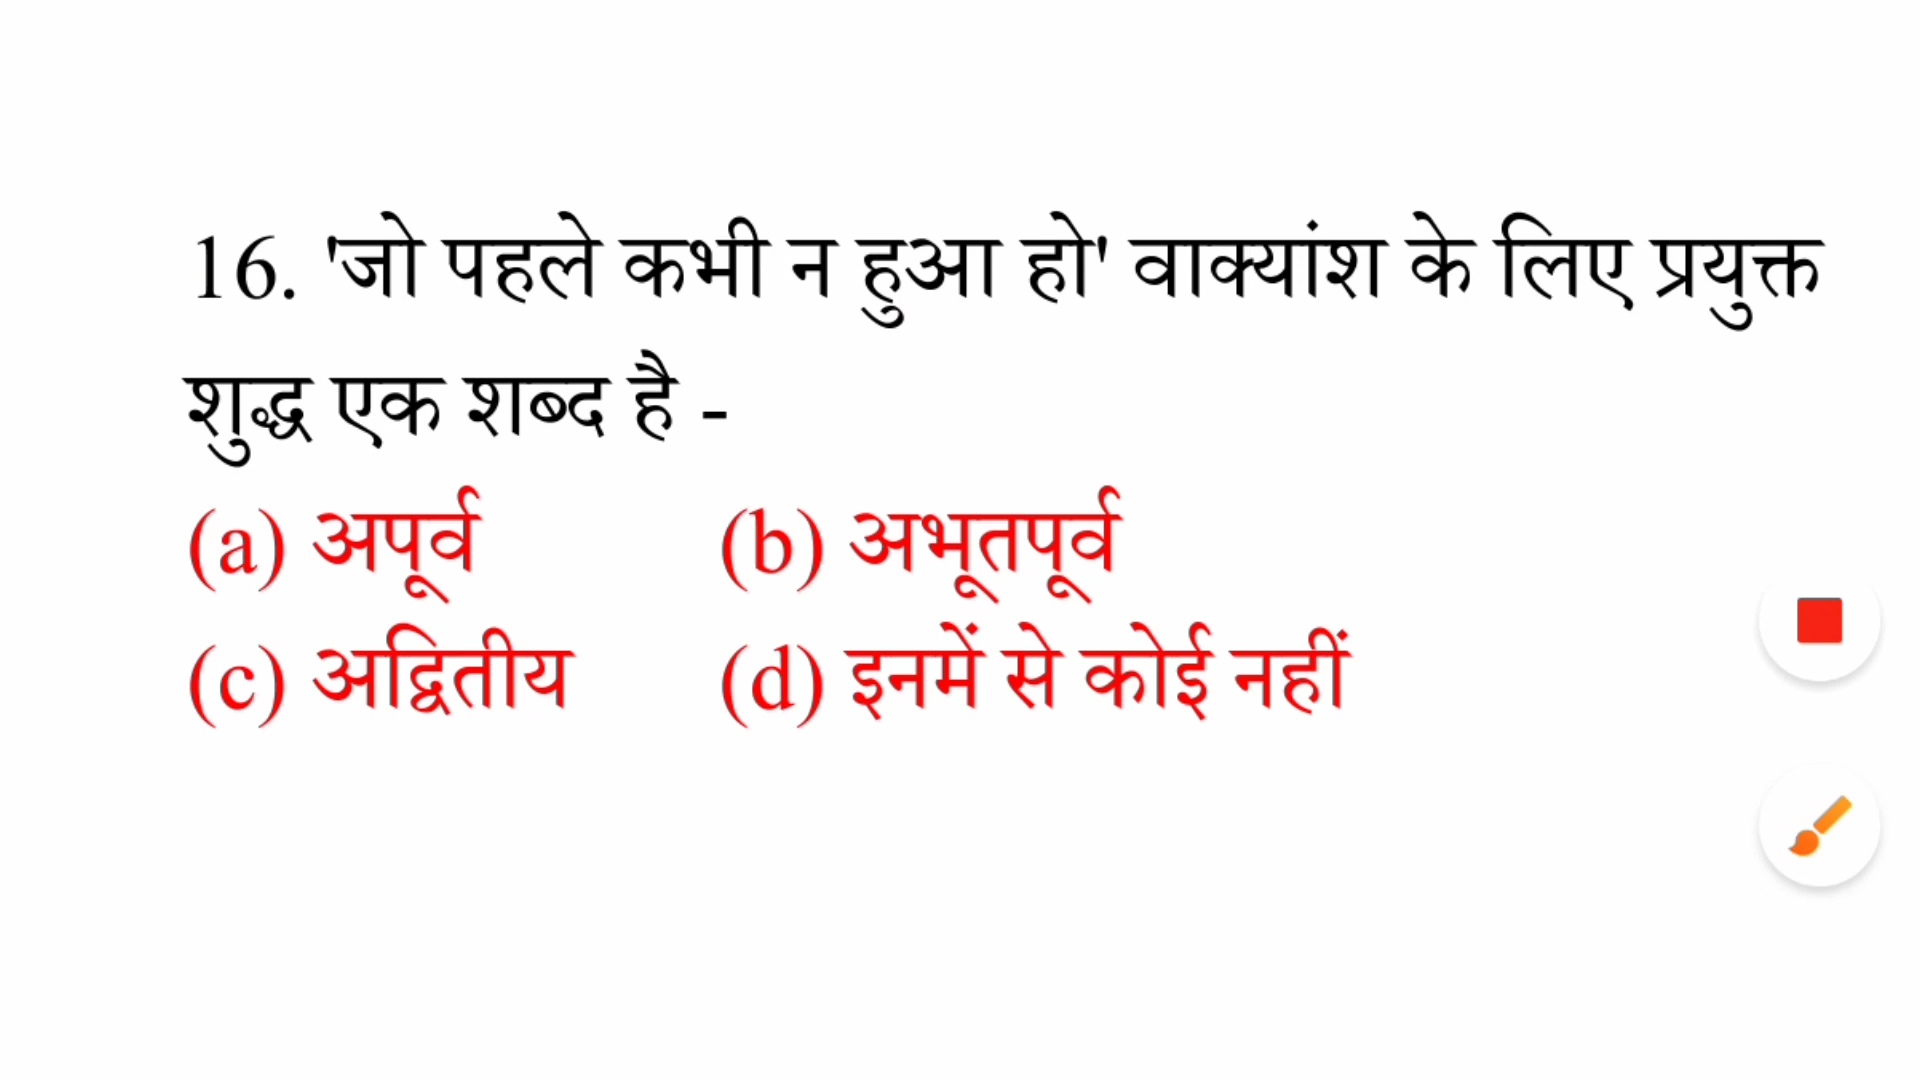 16. 'जो पहले कभी न हुआ हो' वाक्यांश के लिए प्रयुक्त
शुद्ध एक शब्द है -
(a) अपूर्व (b) अभूतपूर्व
(c) अद्वितीय (d) इनमें से कोई नहीं